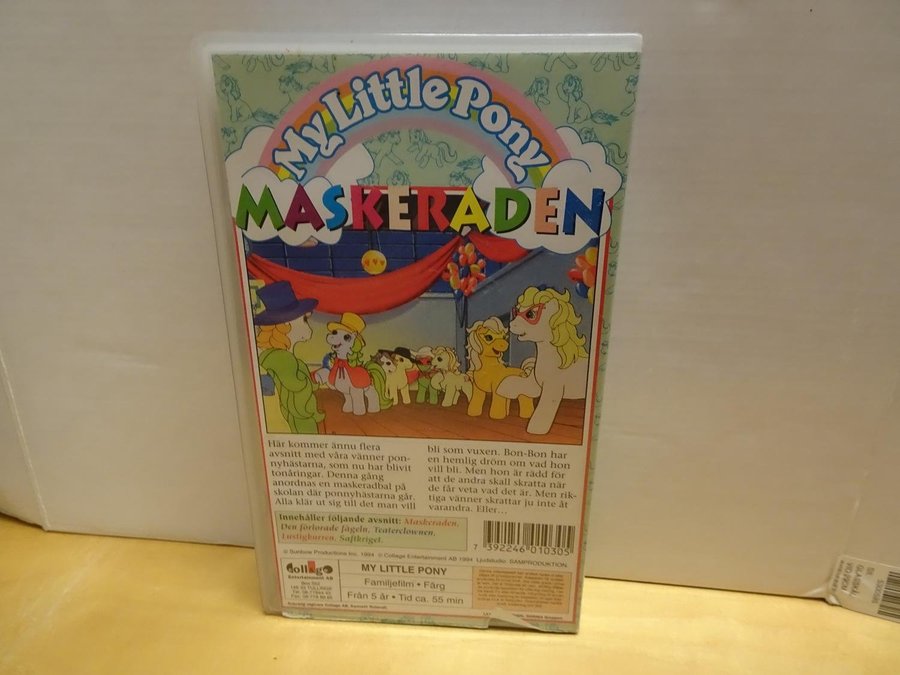 My Little Pony
MASKERADEN
Här kommer ännu flera
avsnitt med våra vänner pon-
nyhästarna, som nu har blivit
tonåringar. Denna gång
anordnas en maskeradbal på
skolan där ponnyhästarna går.
Alla klär ut sig till det man vill
bli som vuxen. Bon-Bon har
en hemlig dröm om vad hon
vill bli. Men hon är rädd för
att de andra skall skratta när
de får veta vad det är. Men rik-
tiga vänner skrattar ju inte åt
varandra. Eller...
Innehåller följande avsnitt: Maskeraden,
Den förlorade fågeln, Teaterclownen,
Lustigkurren, Saftkriget.
7 392246 010305
© Sunbow Productions Inc. 1994 © Collage Entertainment AB 1994 Ljudstudio: SAMPRODUKTION.
Collage
Entertainment AB
MY LITTLE PONY
Familjefilm • Färg
Från 5 år • Tid ca. 55 min